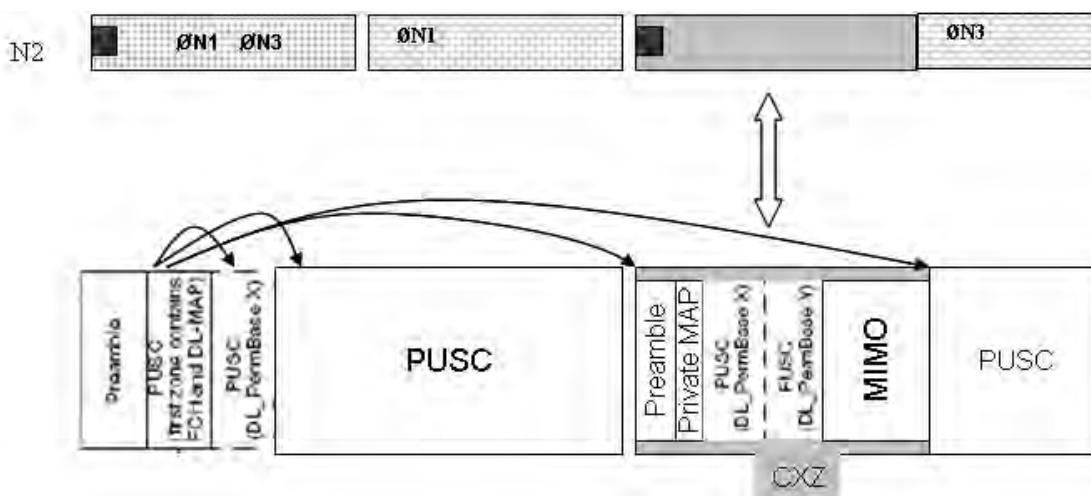 N2
ØN1 ØN3
ØN1
ØN3
Preamble
PUSC
(first zone contains
FCH and DL-MAP)
PUSC
(DL_PermBase X)
PUSC
Preamble
Private MAP
PUSC
(DL_PermBase X)
FUSC
(DL_PermBase Y)
MIMO
PUSC
CXZ